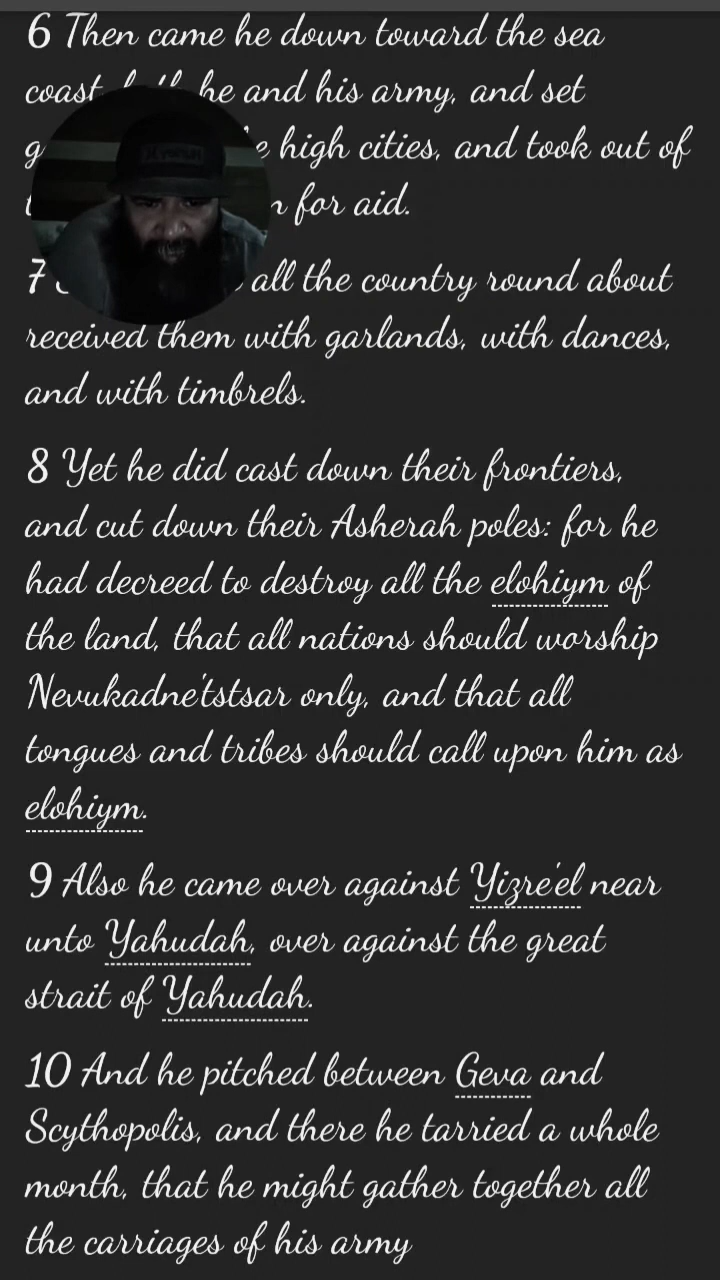 6 Then came he down toward the sea
coast, he and his army, and set
high cities, and took out of
for aid.
7 all the country round about
received them with garlands, with dances,
and with timbrels.
8 Yet he did cast down their frontiers,
and cut down their Asherah poles: for he
had decreed to destroy all the elohiym of
the land, that all nations should worship
Nevukadne'tstsar only, and that all
tongues and tribes should call upon him as
elohiym.
9 Also he came over against Yizre'el near
unto Yahudah, over against the great
strait of Yahudah.
10 And he pitched between Geva and
Scythopolis, and there he tarried a whole
month, that he might gather together all
the carriages of his army